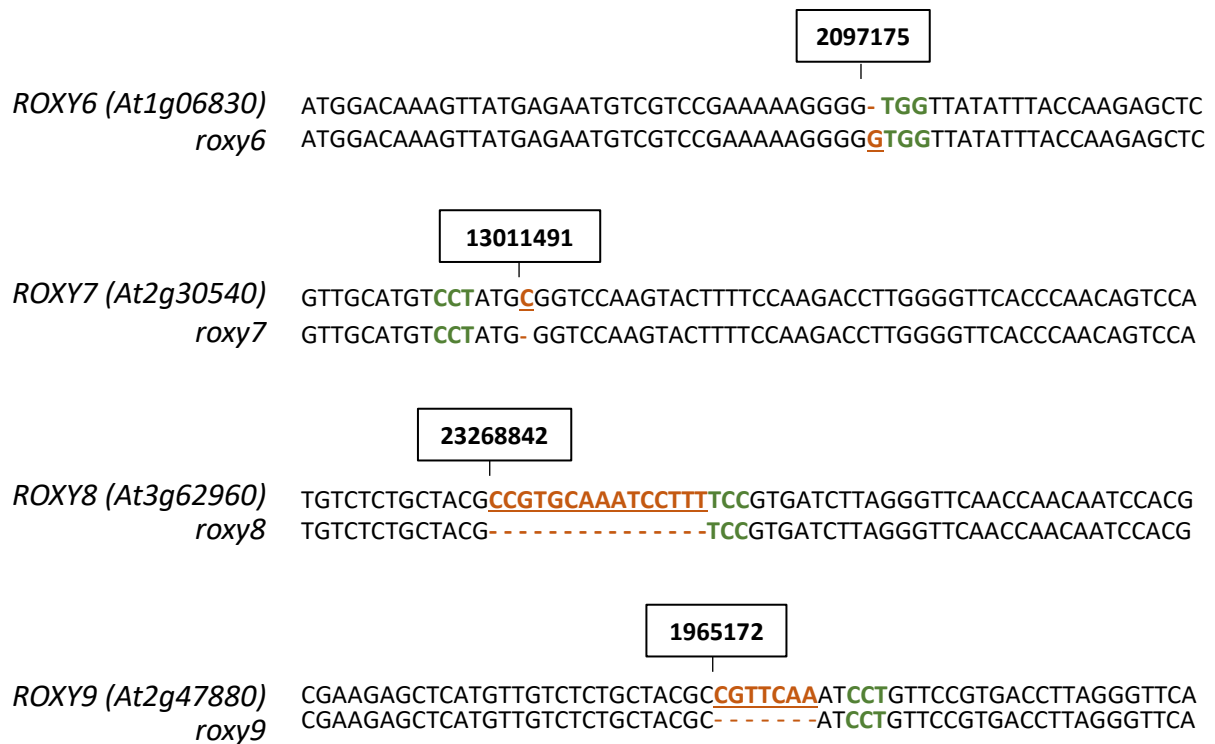 2097175
ROXY6 (At1g06830) ATGGACAAAGTTATGAGAATGTCGTCCGAAAAAGGGG-TGGTTATATTTACCAAGAGCTC
roxy6 ATGGACAAAGTTATGAGAATGTCGTCCGAAAAAGGGGGTGGTTATATTTACCAAGAGCTC
13011491
ROXY7 (At2g30540) GTTGCATGTCCTATGCGGTCCAAGTACTTTTCCAAGACCTTGGGGTTCACCCAACAGTCCA
roxy7 GTTGCATGTCCTATG-GGTCCAAGTACTTTTCCAAGACCTTGGGGTTCACCCAACAGTCCA
23268842
ROXY8 (At3g62960) TGTCTCTGCTACGCCGTGCAAATCCTTTTCCGTGATCTTAGGGTTCAACCAACAATCCACG
roxy8 TGTCTCTGCTACG- - - - - - - - - - - - - - -TCCGTGATCTTAGGGTTCAACCAACAATCCACG
1965172
ROXY9 (At2g47880) CGAAGAGCTCATGTTGTCTCTGCTACGCCGTTCAAATCCTGTTCCGTGACCTTAGGGTTCA
roxy9 CGAAGAGCTCATGTTGTCTCTGCTACGC- - - - - - -ATCCTGTTCCGTGACCTTAGGGTTCA